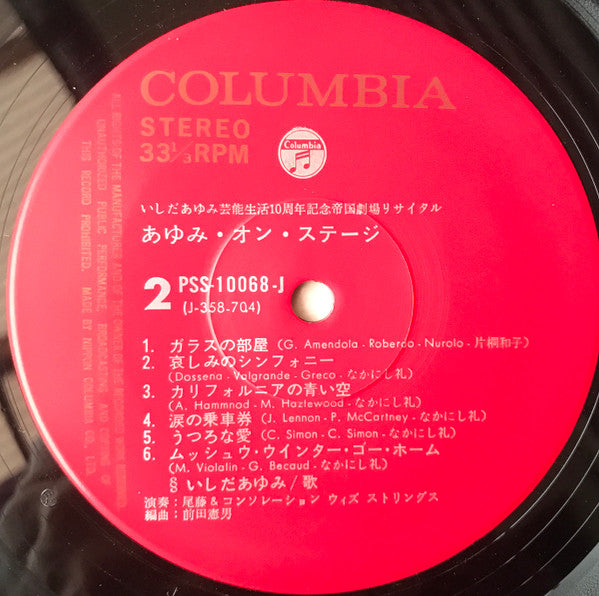 COLUMBIA
STEREO
33 1/3 RPM
Columbia
いしだあゆみ芸能生活10周年記念帝国劇場リサイタル
あゆみ・オン・ステージ
2 PSS-10068-J
(J-358-704)
1. ガラスの部屋 (G. Amendola - Roberdo - Nurolo - 片桐和子)
2. 哀しみのシンフォニー
(Dossena - Valgrande - Greco - なかにし礼)
3. カリフォルニアの青い空
(A. Hammnad - M. Hazlewood - なかにし礼)
4. 涙の乗車券 (J. Lennon - P. McCartney - なかにし礼)
5. うつろな愛 (C. Simon - C. Simon - なかにし礼)
6. ムッシュウ・ウインター・ゴー・ホーム
(M. Violalin - G. Becaud - なかにし礼)
§ いしだあゆみ/歌
演奏:尾藤&コンソレーション ウィズ ストリングス
編曲:前田憲男
ALL RIGHTS OF THE MANUFACTURER AND OF THE OWNER OF THE RECORDED WORK RESERVED.
UNAUTHORIZED PUBLIC PERFORMANCE, BROADCASTING AND COPYING OF
THIS RECORD PROHIBITED. MADE BY NIPPON COLUMBIA CO., LTD.